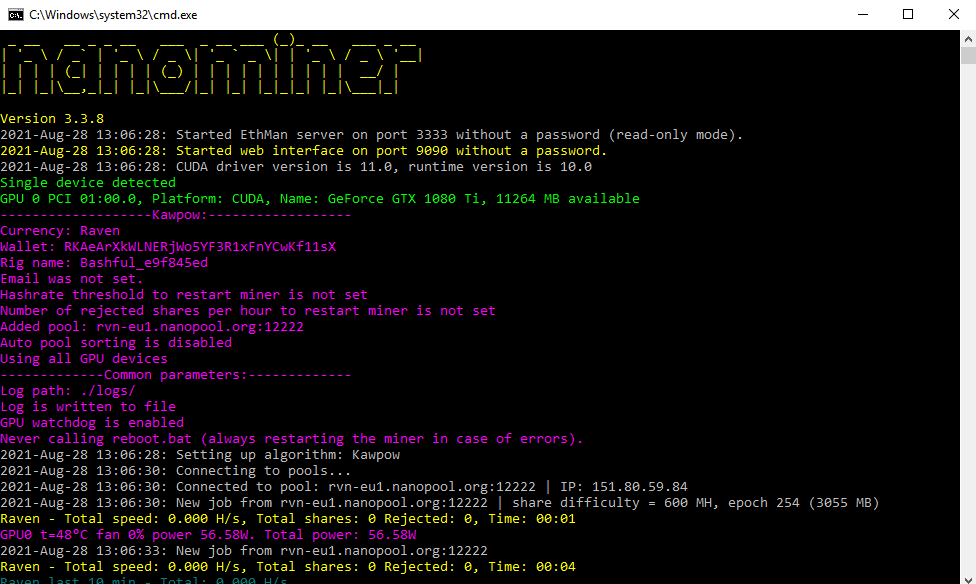 C:\Windows\system32\cmd.exe
nanominer
Version 3.3.8
2021-Aug-28 13:06:28: Started EthMan server on port 3333 without a password (read-only mode).
2021-Aug-28 13:06:28: Started web interface on port 9090 without a password.
2021-Aug-28 13:06:28: CUDA driver version is 11.0, runtime version is 10.0
Single device detected
GPU 0 PCI 01:00.0, Platform: CUDA, Name: GeForce GTX 1080 Ti, 11264 MB available
-------------------Kawpow:------------------
Currency: Raven
Wallet: RKAeArXkWLNERjWo5YF3R1xFnYCwKf11sX
Rig name: Bashful_e9f845ed
Email was not set.
Hashrate threshold to restart miner is not set
Number of rejected shares per hour to restart miner is not set
Added pool: rvn-eu1.nanopool.org:12222
Auto pool sorting is disabled
Using all GPU devices
-------------Common parameters:-------------
Log path: ./logs/
Log is written to file
GPU watchdog is enabled
Never calling reboot.bat (always restarting the miner in case of errors).
2021-Aug-28 13:06:28: Setting up algorithm: Kawpow
2021-Aug-28 13:06:30: Connecting to pools...
2021-Aug-28 13:06:30: Connected to pool: rvn-eu1.nanopool.org:12222 | IP: 151.80.59.84
2021-Aug-28 13:06:30: New job from rvn-eu1.nanopool.org:12222 | share difficulty = 600 MH, epoch 254 (3055 MB)
Raven - Total speed: 0.000 H/s, Total shares: 0 Rejected: 0, Time: 00:01
GPU0 t=48°C fan 0% power 56.58W. Total power: 56.58W
2021-Aug-28 13:06:33: New job from rvn-eu1.nanopool.org:12222
Raven - Total speed: 0.000 H/s, Total shares: 0 Rejected: 0, Time: 00:04
Raven last 10 min - Total: 0.000 H/s